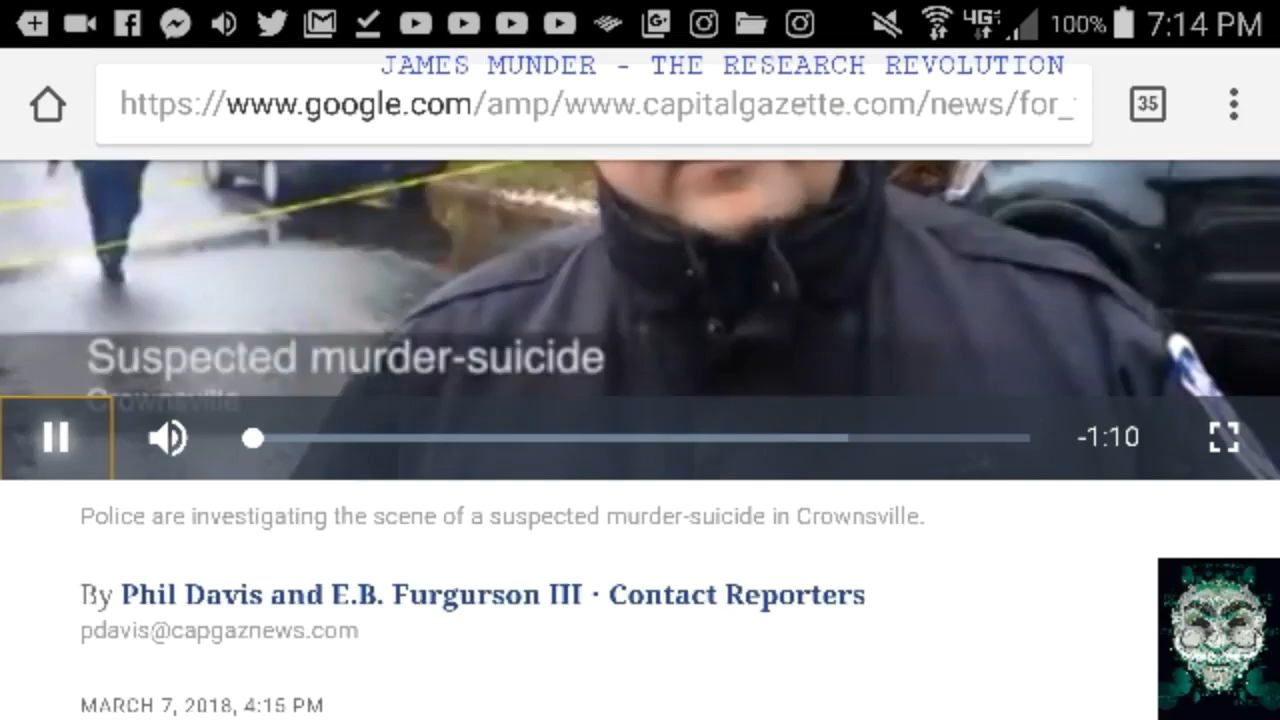 100% 7:14 PM
JAMES MUNDER - THE RESEARCH REVOLUTION
https://www.google.com/amp/www.capitalgazette.com/news/for_
35
Suspected murder-suicide
Crownsville
-1:10
Police are investigating the scene of a suspected murder-suicide in Crownsville.
By Phil Davis and E.B. Furgurson III · Contact Reporters
pdavis@capgaznews.com
MARCH 7, 2018, 4:15 PM